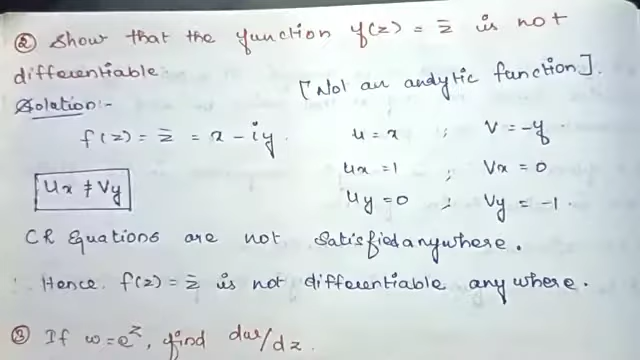 ② Show that the function f(z) = z̄ is not
differentiable. [Not an analytic function].
Solution:-
f(z) = z̄ = x - iy. u = x ; V = -y
Ux ≠ Vy ux = 1 ; Vx = 0
uy = 0 ; Vy = -1.
CR Equations are not satisfied anywhere.
∴ Hence f(z) = z̄ is not differentiable any where.
③ If w = e^z, find dw/dz.